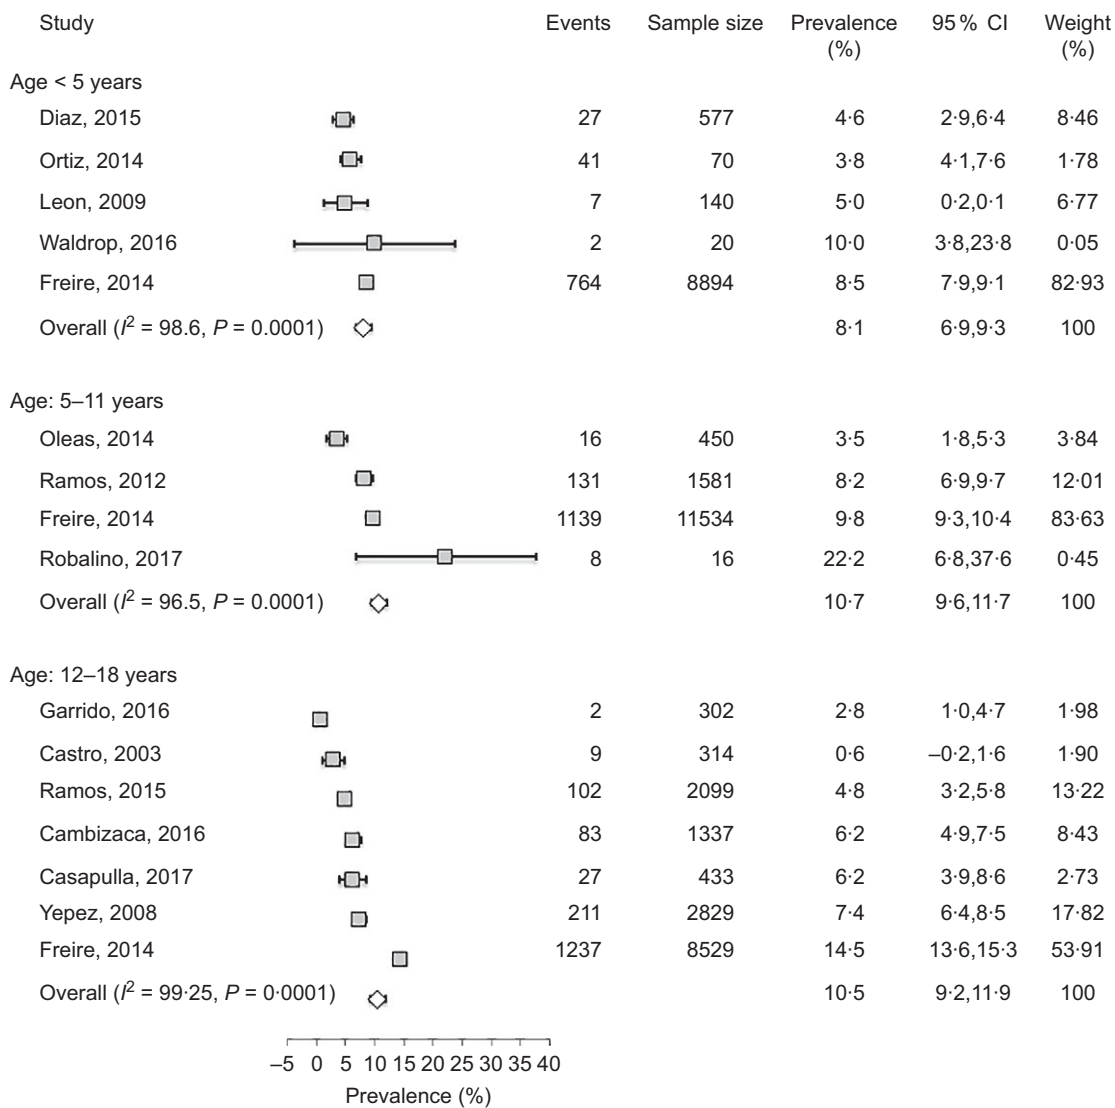 Study Events Sample size Prevalence (%) 95% CI Weight (%)
Age < 5 years
Diaz, 2015 27 577 4·6 2·9,6·4 8·46
Ortiz, 2014 41 70 3·8 4·1,7·6 1·78
Leon, 2009 7 140 5·0 0·2,0·1 6·77
Waldrop, 2016 2 20 10·0 3·8,23·8 0·05
Freire, 2014 764 8894 8·5 7·9,9·1 82·93
Overall (I² = 98.6, P = 0.0001) 8·1 6·9,9·3 100
Age: 5–11 years
Oleas, 2014 16 450 3·5 1·8,5·3 3·84
Ramos, 2012 131 1581 8·2 6·9,9·7 12·01
Freire, 2014 1139 11534 9·8 9·3,10·4 83·63
Robalino, 2017 8 16 22·2 6·8,37·6 0·45
Overall (I² = 96.5, P = 0.0001) 10·7 9·6,11·7 100
Age: 12–18 years
Garrido, 2016 2 302 2·8 1·0,4·7 1·98
Castro, 2003 9 314 0·6 –0·2,1·6 1·90
Ramos, 2015 102 2099 4·8 3·2,5·8 13·22
Cambizaca, 2016 83 1337 6·2 4·9,7·5 8·43
Casapulla, 2017 27 433 6·2 3·9,8·6 2·73
Yepez, 2008 211 2829 7·4 6·4,8·5 17·82
Freire, 2014 1237 8529 14·5 13·6,15·3 53·91
Overall (I² = 99·25, P = 0·0001) 10·5 9·2,11·9 100
–5 0 5 10 15 20 25 30 35 40
Prevalence (%)